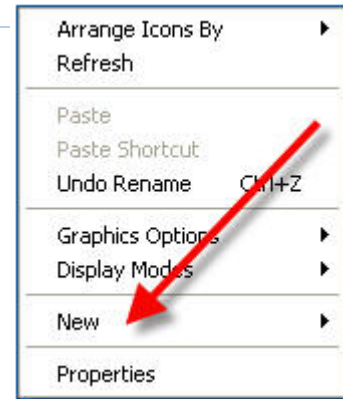 Arrange Icons By
Refresh
Paste
Paste Shortcut
Undo Rename Ctrl+Z
Graphics Options
Display Modes
New
Properties